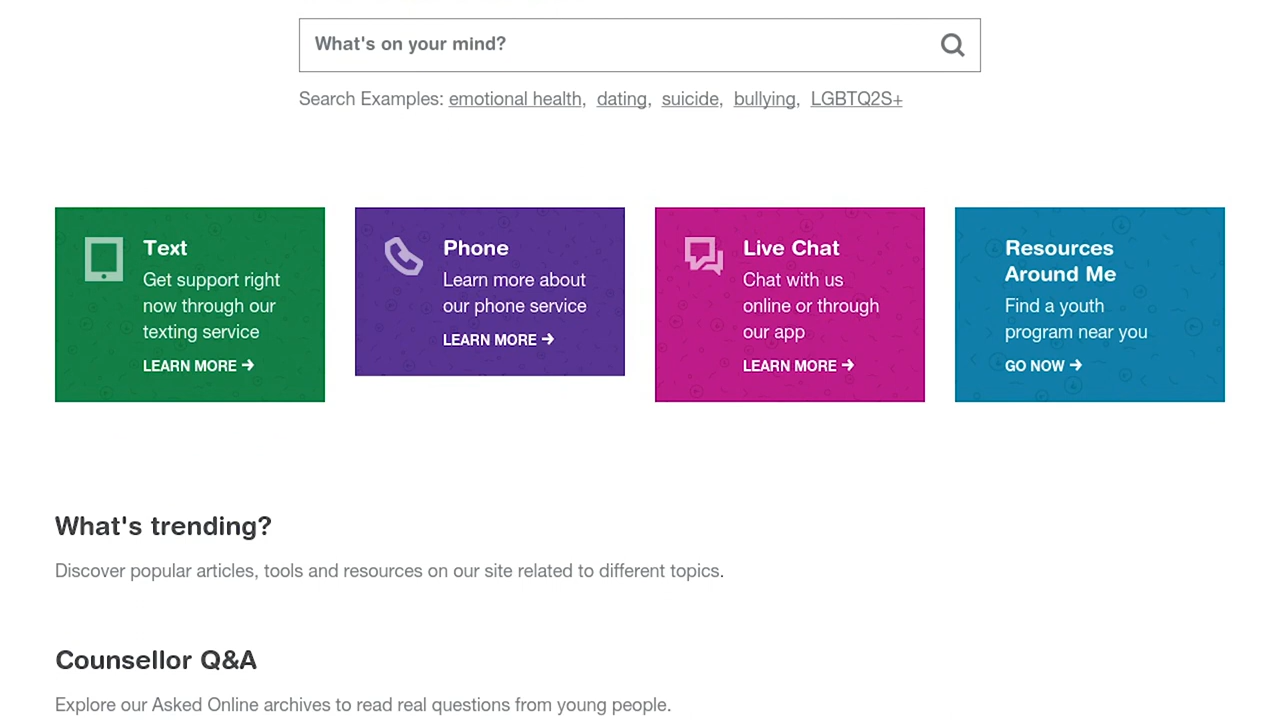 What's on your mind?
Search Examples: emotional health, dating, suicide, bullying, LGBTQ2S+
Text
Get support right
now through our
texting service
LEARN MORE →
Phone
Learn more about
our phone service
LEARN MORE →
Live Chat
Chat with us
online or through
our app
LEARN MORE →
Resources
Around Me
Find a youth
program near you
GO NOW →
What's trending?
Discover popular articles, tools and resources on our site related to different topics.
Counsellor Q&A
Explore our Asked Online archives to read real questions from young people.